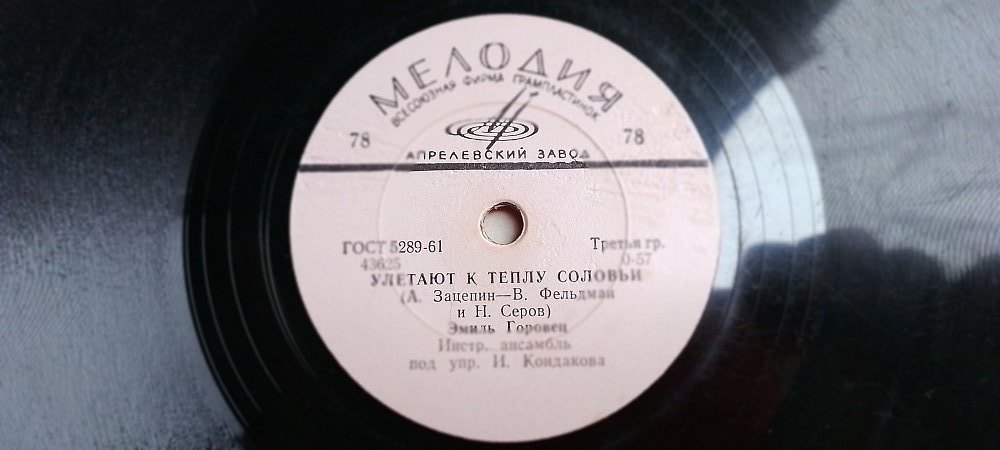 МЕЛОДИЯ
ВСЕСОЮЗНАЯ ФИРМА ГРАМПЛАСТИНОК
78 78
АПРЕЛЕВСКИЙ ЗАВОД
ГОСТ 5289-61 Третья гр.
43625 0-57
УЛЕТАЮТ К ТЕПЛУ СОЛОВЬИ
(А. Зацепин—В. Фельдман
и Н. Серов)
Эмиль Горовец
Инстр. ансамбль
под упр. И. Кондакова